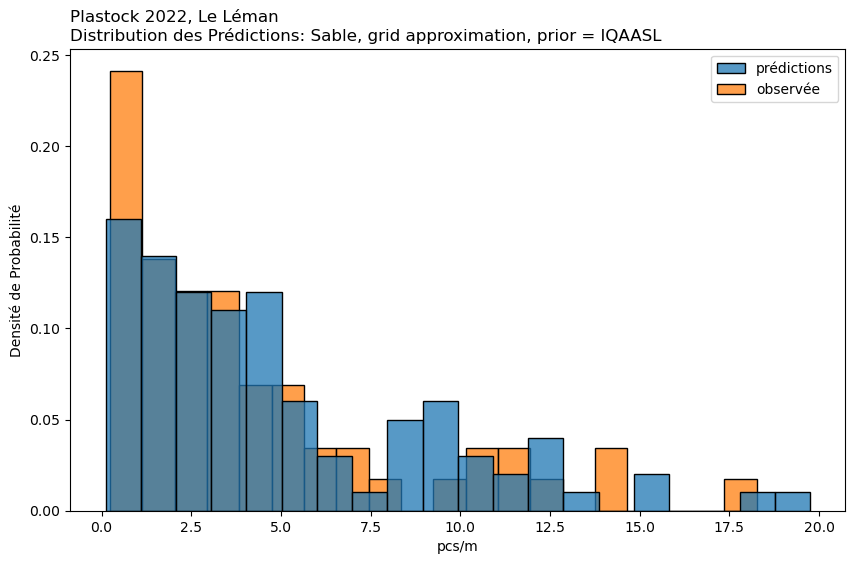 Plastock 2022, Le Léman
Distribution des Prédictions: Sable, grid approximation, prior = IQAASL
prédictions
observée
0.25
0.20
0.15
0.10
0.05
0.00
Densité de Probabilité
0.0 2.5 5.0 7.5 10.0 12.5 15.0 17.5 20.0
pcs/m